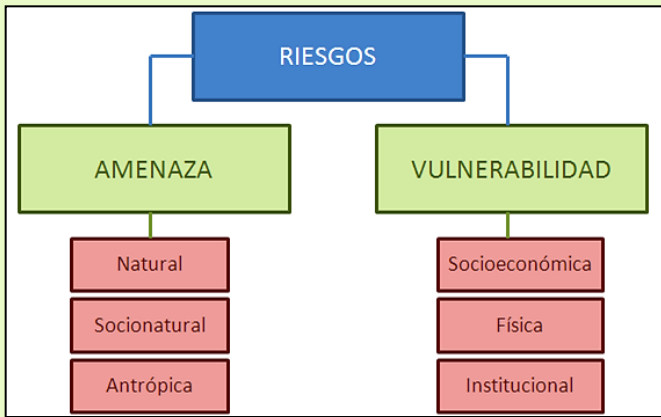 RIESGOS
AMENAZA
VULNERABILIDAD
Natural
Socioeconómica
Socionatural
Física
Antrópica
Institucional